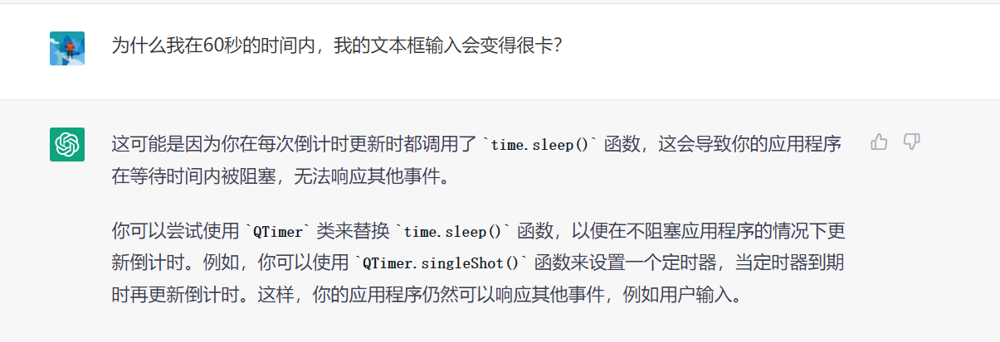 为什么我在60秒的时间内，我的文本框输入会变得很卡？
这可能是因为你在每次倒计时更新时都调用了 `time.sleep()` 函数，这会导致你的应用程序
在等待时间内被阻塞，无法响应其他事件。
你可以尝试使用 `QTimer` 类来替换 `time.sleep()` 函数，以便在不阻塞应用程序的情况下更
新倒计时。例如，你可以使用 `QTimer.singleShot()` 函数来设置一个定时器，当定时器到期
时再更新倒计时。这样，你的应用程序仍然可以响应其他事件，例如用户输入。